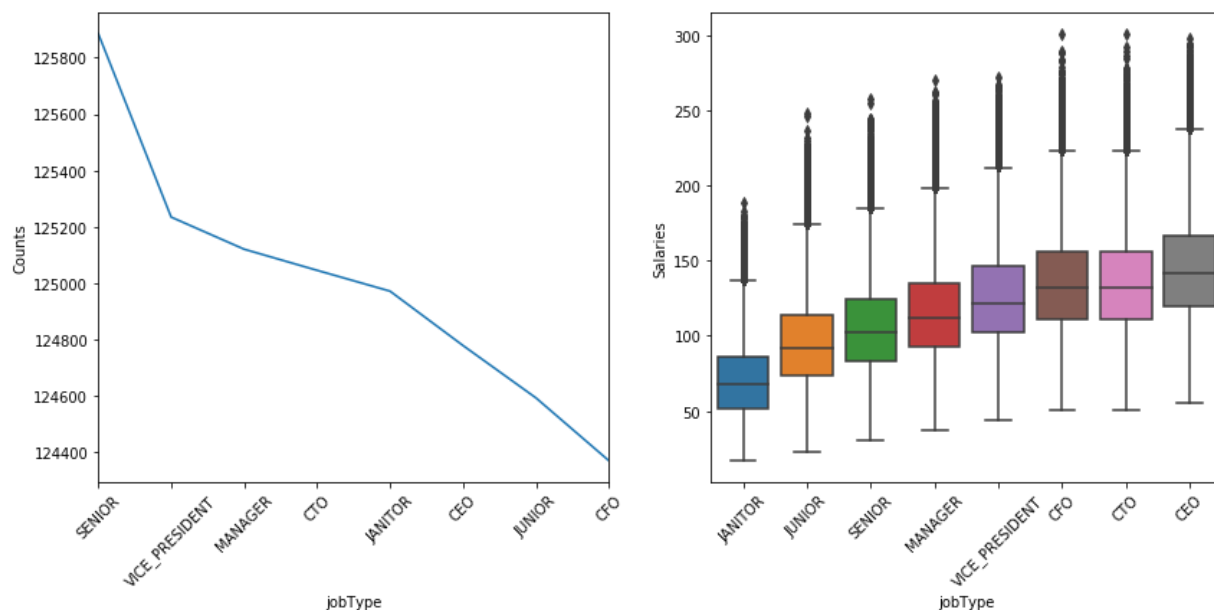 125800
125600
125400
125200
125000
124800
124600
124400
Counts
SENIOR
VICE_PRESIDENT
MANAGER
CTO
JANITOR
CEO
JUNIOR
CFO
jobType
300
250
200
150
100
50
Salaries
JANITOR
JUNIOR
SENIOR
MANAGER
VICE_PRESIDENT
CFO
CTO
CEO
jobType